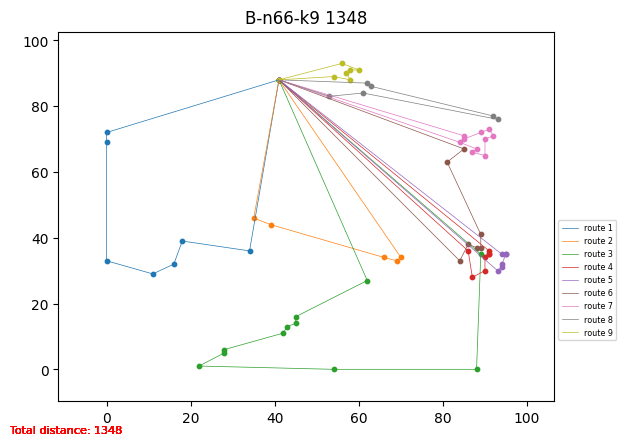 B-n66-k9 1348
100
80
60
40
20
0
0 20 40 60 80 100
route 1
route 2
route 3
route 4
route 5
route 6
route 7
route 8
route 9
Total distance: 1348